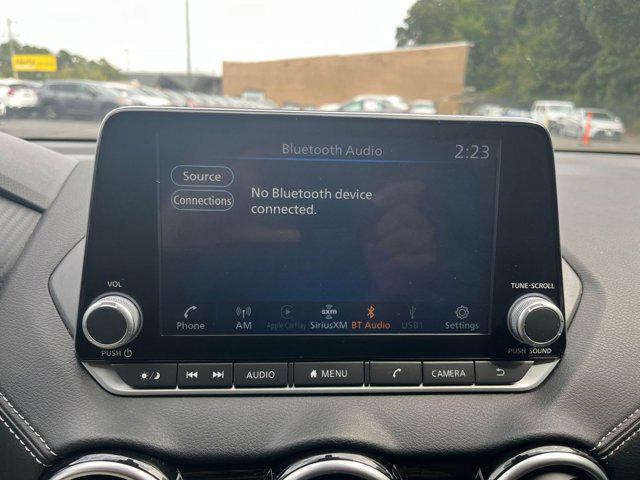 Bluetooth Audio
2:23
Source
Connections
No Bluetooth device
connected.
VOL
TUNE·SCROLL
Phone
AM
Apple CarPlay
sxm
SiriusXM
BT Audio
USB1
Settings
PUSH
PUSH SOUND
AUDIO
MENU
CAMERA